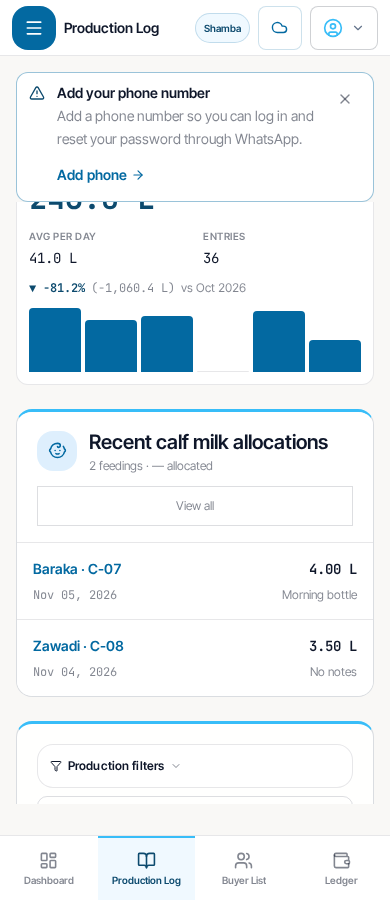 Production Log
Shamba
Add your phone number
Add a phone number so you can log in and
reset your password through WhatsApp.
Add phone →
AVG PER DAY
ENTRIES
41.0 L
36
▼ -81.2% (-1,060.4 L) vs Oct 2026
Recent calf milk allocations
2 feedings · — allocated
View all
Baraka · C-07
4.00 L
Nov 05, 2026
Morning bottle
Zawadi · C-08
3.50 L
Nov 04, 2026
No notes
Production filters
Dashboard
Production Log
Buyer List
Ledger